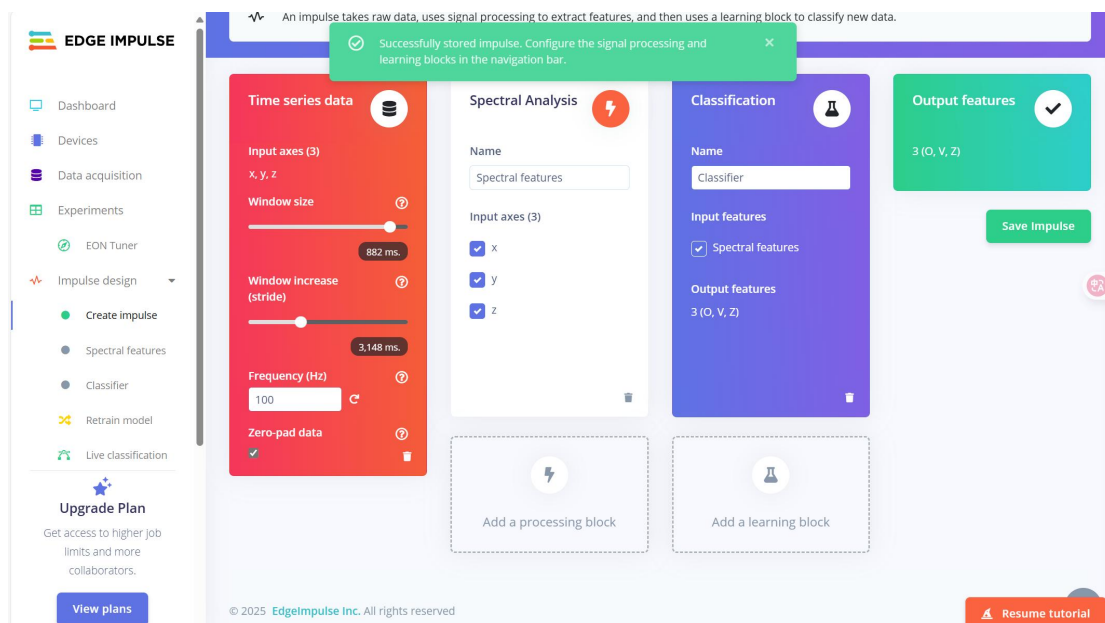 EDGE IMPULSE
Dashboard
Devices
Data acquisition
Experiments
EON Tuner
Impulse design
Create impulse
Spectral features
Classifier
Retrain model
Live classification
Upgrade Plan
Get access to higher job
limits and more
collaborators.
View plans
An impulse takes raw data, uses signal processing to extract features, and then uses a learning block to classify new data.
Successfully stored impulse. Configure the signal processing and
learning blocks in the navigation bar.
Time series data
Input axes (3)
x, y, z
Window size
882 ms.
Window increase
(stride)
3,148 ms.
Frequency (Hz)
100
Zero-pad data
Spectral Analysis
Name
Spectral features
Input axes (3)
x
y
z
Add a processing block
Classification
Name
Classifier
Input features
Spectral features
Output features
3 (O, V, Z)
Add a learning block
Output features
3 (O, V, Z)
Save Impulse
© 2025 EdgeImpulse Inc. All rights reserved
Resume tutorial